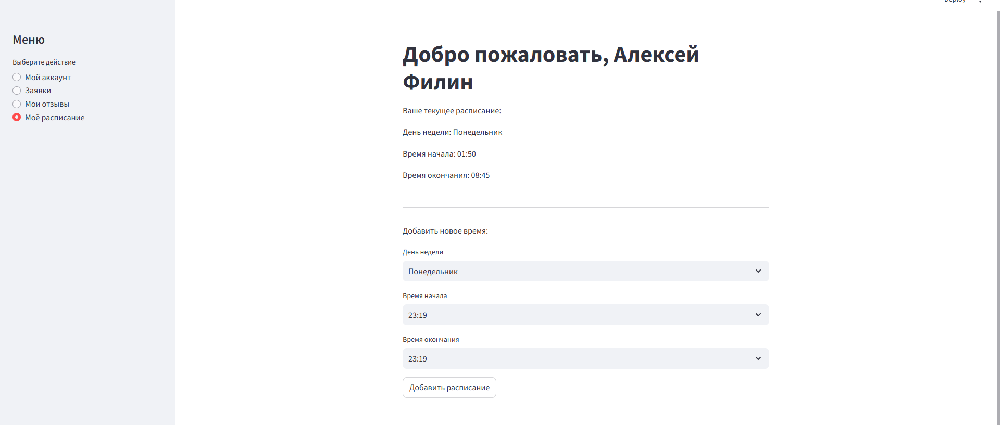 Deploy
Меню
Выберите действие
Мой аккаунт
Заявки
Мои отзывы
Моё расписание
Добро пожаловать, Алексей
Филин
Ваше текущее расписание:
День недели: Понедельник
Время начала: 01:50
Время окончания: 08:45
Добавить новое время:
День недели
Понедельник
Время начала
23:19
Время окончания
23:19
Добавить расписание